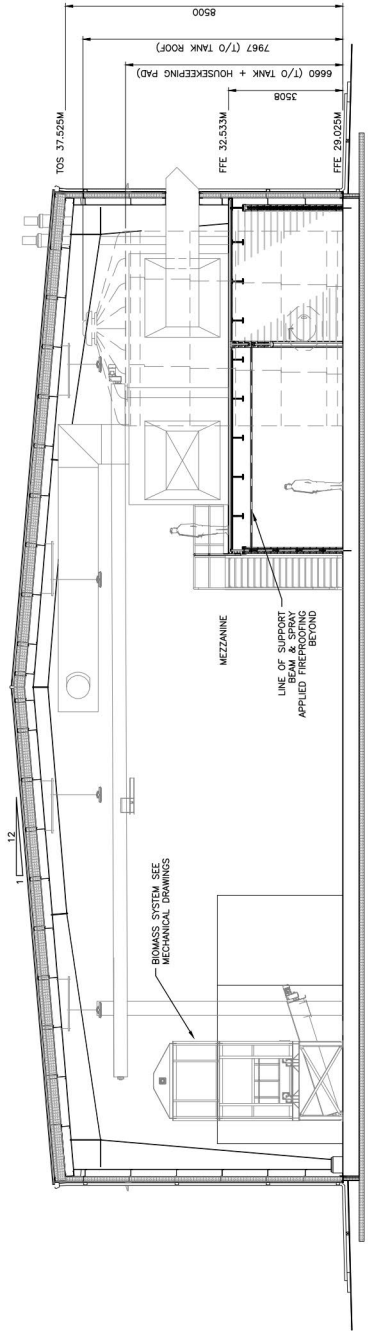 12
1
TOS 37.525M
8500
7967 (T/O TANK ROOF)
6660 (T/O TANK + HOUSEKEEPING PAD)
FFE 32.533M
3508
FFE 29.025M
BIOMASS SYSTEM SEE
MECHANICAL DRAWINGS
MEZZANINE
LINE OF SUPPORT
BEAM & SPRAY
APPLIED FIREPROOFING
BEYOND